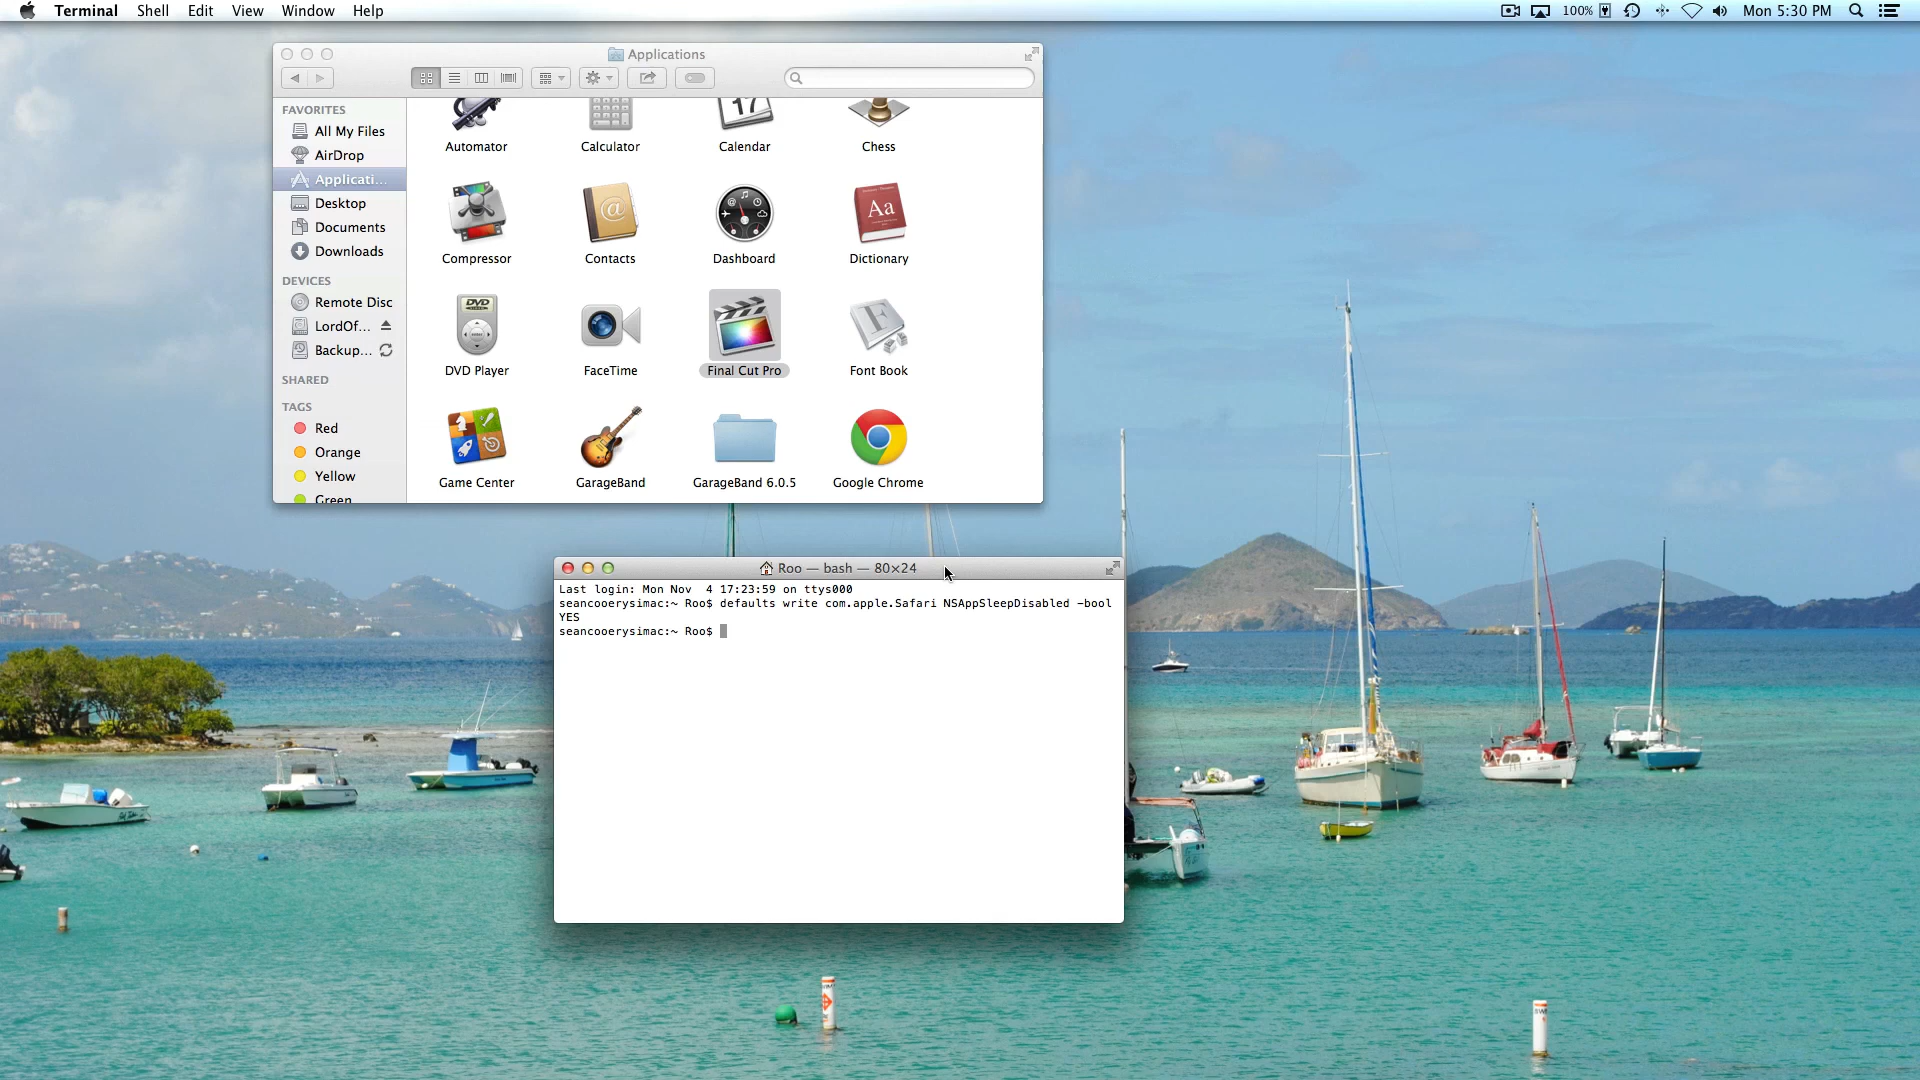 Terminal Shell Edit View Window Help 100% Mon 5:30 PM
Applications
FAVORITES
All My Files
AirDrop
Applicati...
Desktop
Documents
Downloads
DEVICES
Remote Disc
LordOf...
Backup...
SHARED
TAGS
Red
Orange
Yellow
Green
17
Automator Calculator Calendar Chess
Aa
Compressor Contacts Dashboard Dictionary
DVD
DVD Player FaceTime Final Cut Pro Font Book
Game Center GarageBand GarageBand 6.0.5 Google Chrome
Roo — bash — 80×24
Last login: Mon Nov  4 17:23:59 on ttys000
seancooerysimac:~ Roo$ defaults write com.apple.Safari NSAppSleepDisabled -bool
YES
seancooerysimac:~ Roo$